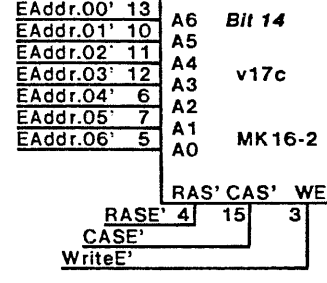 EAddr.00' 13 A6 Bit 14
EAddr.01' 10 A5
EAddr.02' 11 A4
EAddr.03' 12 A3 v17c
EAddr.04' 6 A2
EAddr.05' 7 A1 MK16-2
EAddr.06' 5 A0
RAS' CAS' WE
RASE' 4 15 3
CASE'
WriteE'